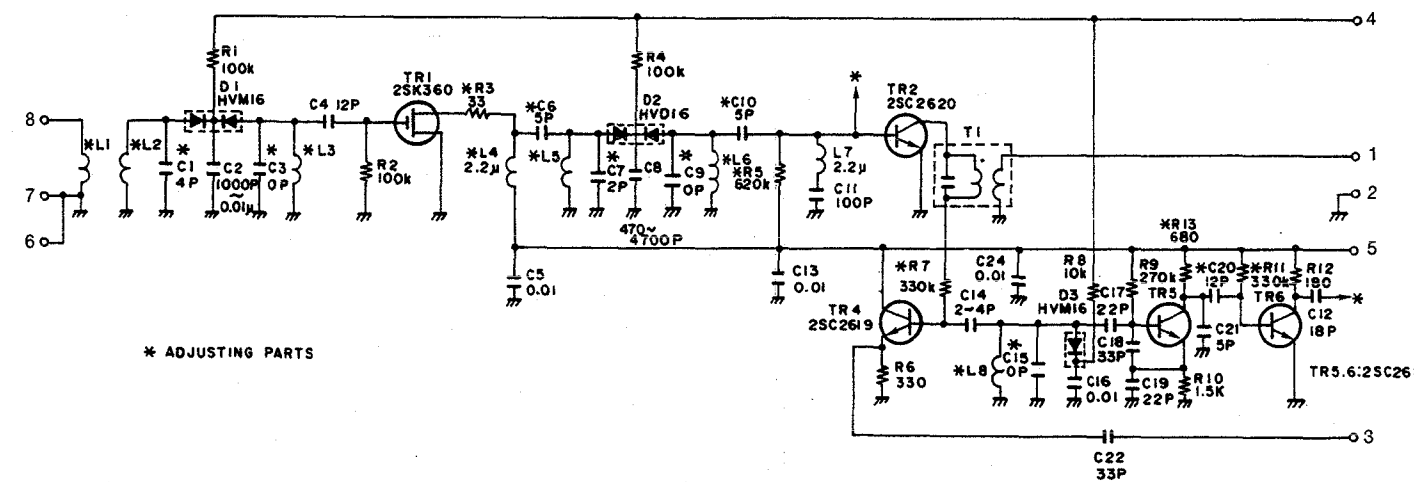 4
R1
100k
D1
HVM16
C4 12P
TR1
2SK360
*R3
33
R4
100k
D2
HVD16
*C6
5P
*C10
5P
*
TR2
2SC2620
T1
8
*L1
*L2
*
C1
4P
C2
1000P
~
0.01μ
*
C3
0P
*L3
R2
100k
*L4
2.2μ
*L5
*
C7
2P
C8
*
C9
0P
*L6
*R5
620k
L7
2.2μ
C11
100P
1
7
2
6
470~
4700P
5
C5
0.01
C13
0.01
*R7
330k
C24
0.01
R8
10k
R9
270k
*R13
680
*C20
12P
*R11
330k
R12
180
TR4
2SC2619
C14
2~4P
D3
HVM16
C17
22P
TR5
TR6
*
C12
18P
* ADJUSTING PARTS
R6
330
*L8
*
C15
0P
C16
0.01
C18
33P
C19
22P
R10
1.5K
C21
5P
TR5.6:2SC26
3
C22
33P